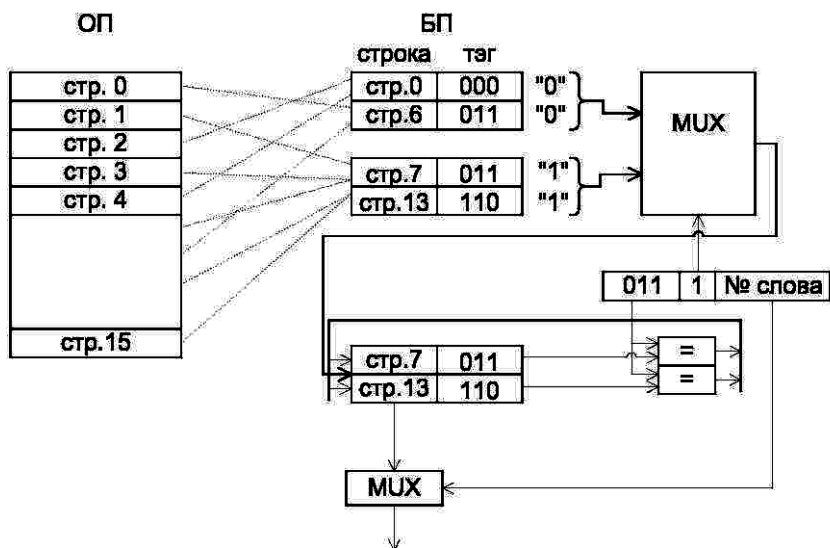 ОП БП
строка тэг
стр. 0 стр.0 000 "0"
стр. 1 стр.6 011 "0"
стр. 2
стр. 3 стр.7 011 "1"
стр. 4 стр.13 110 "1"
MUX
011 1 № слова
стр.15
стр.7 011 =
стр.13 110 =
MUX